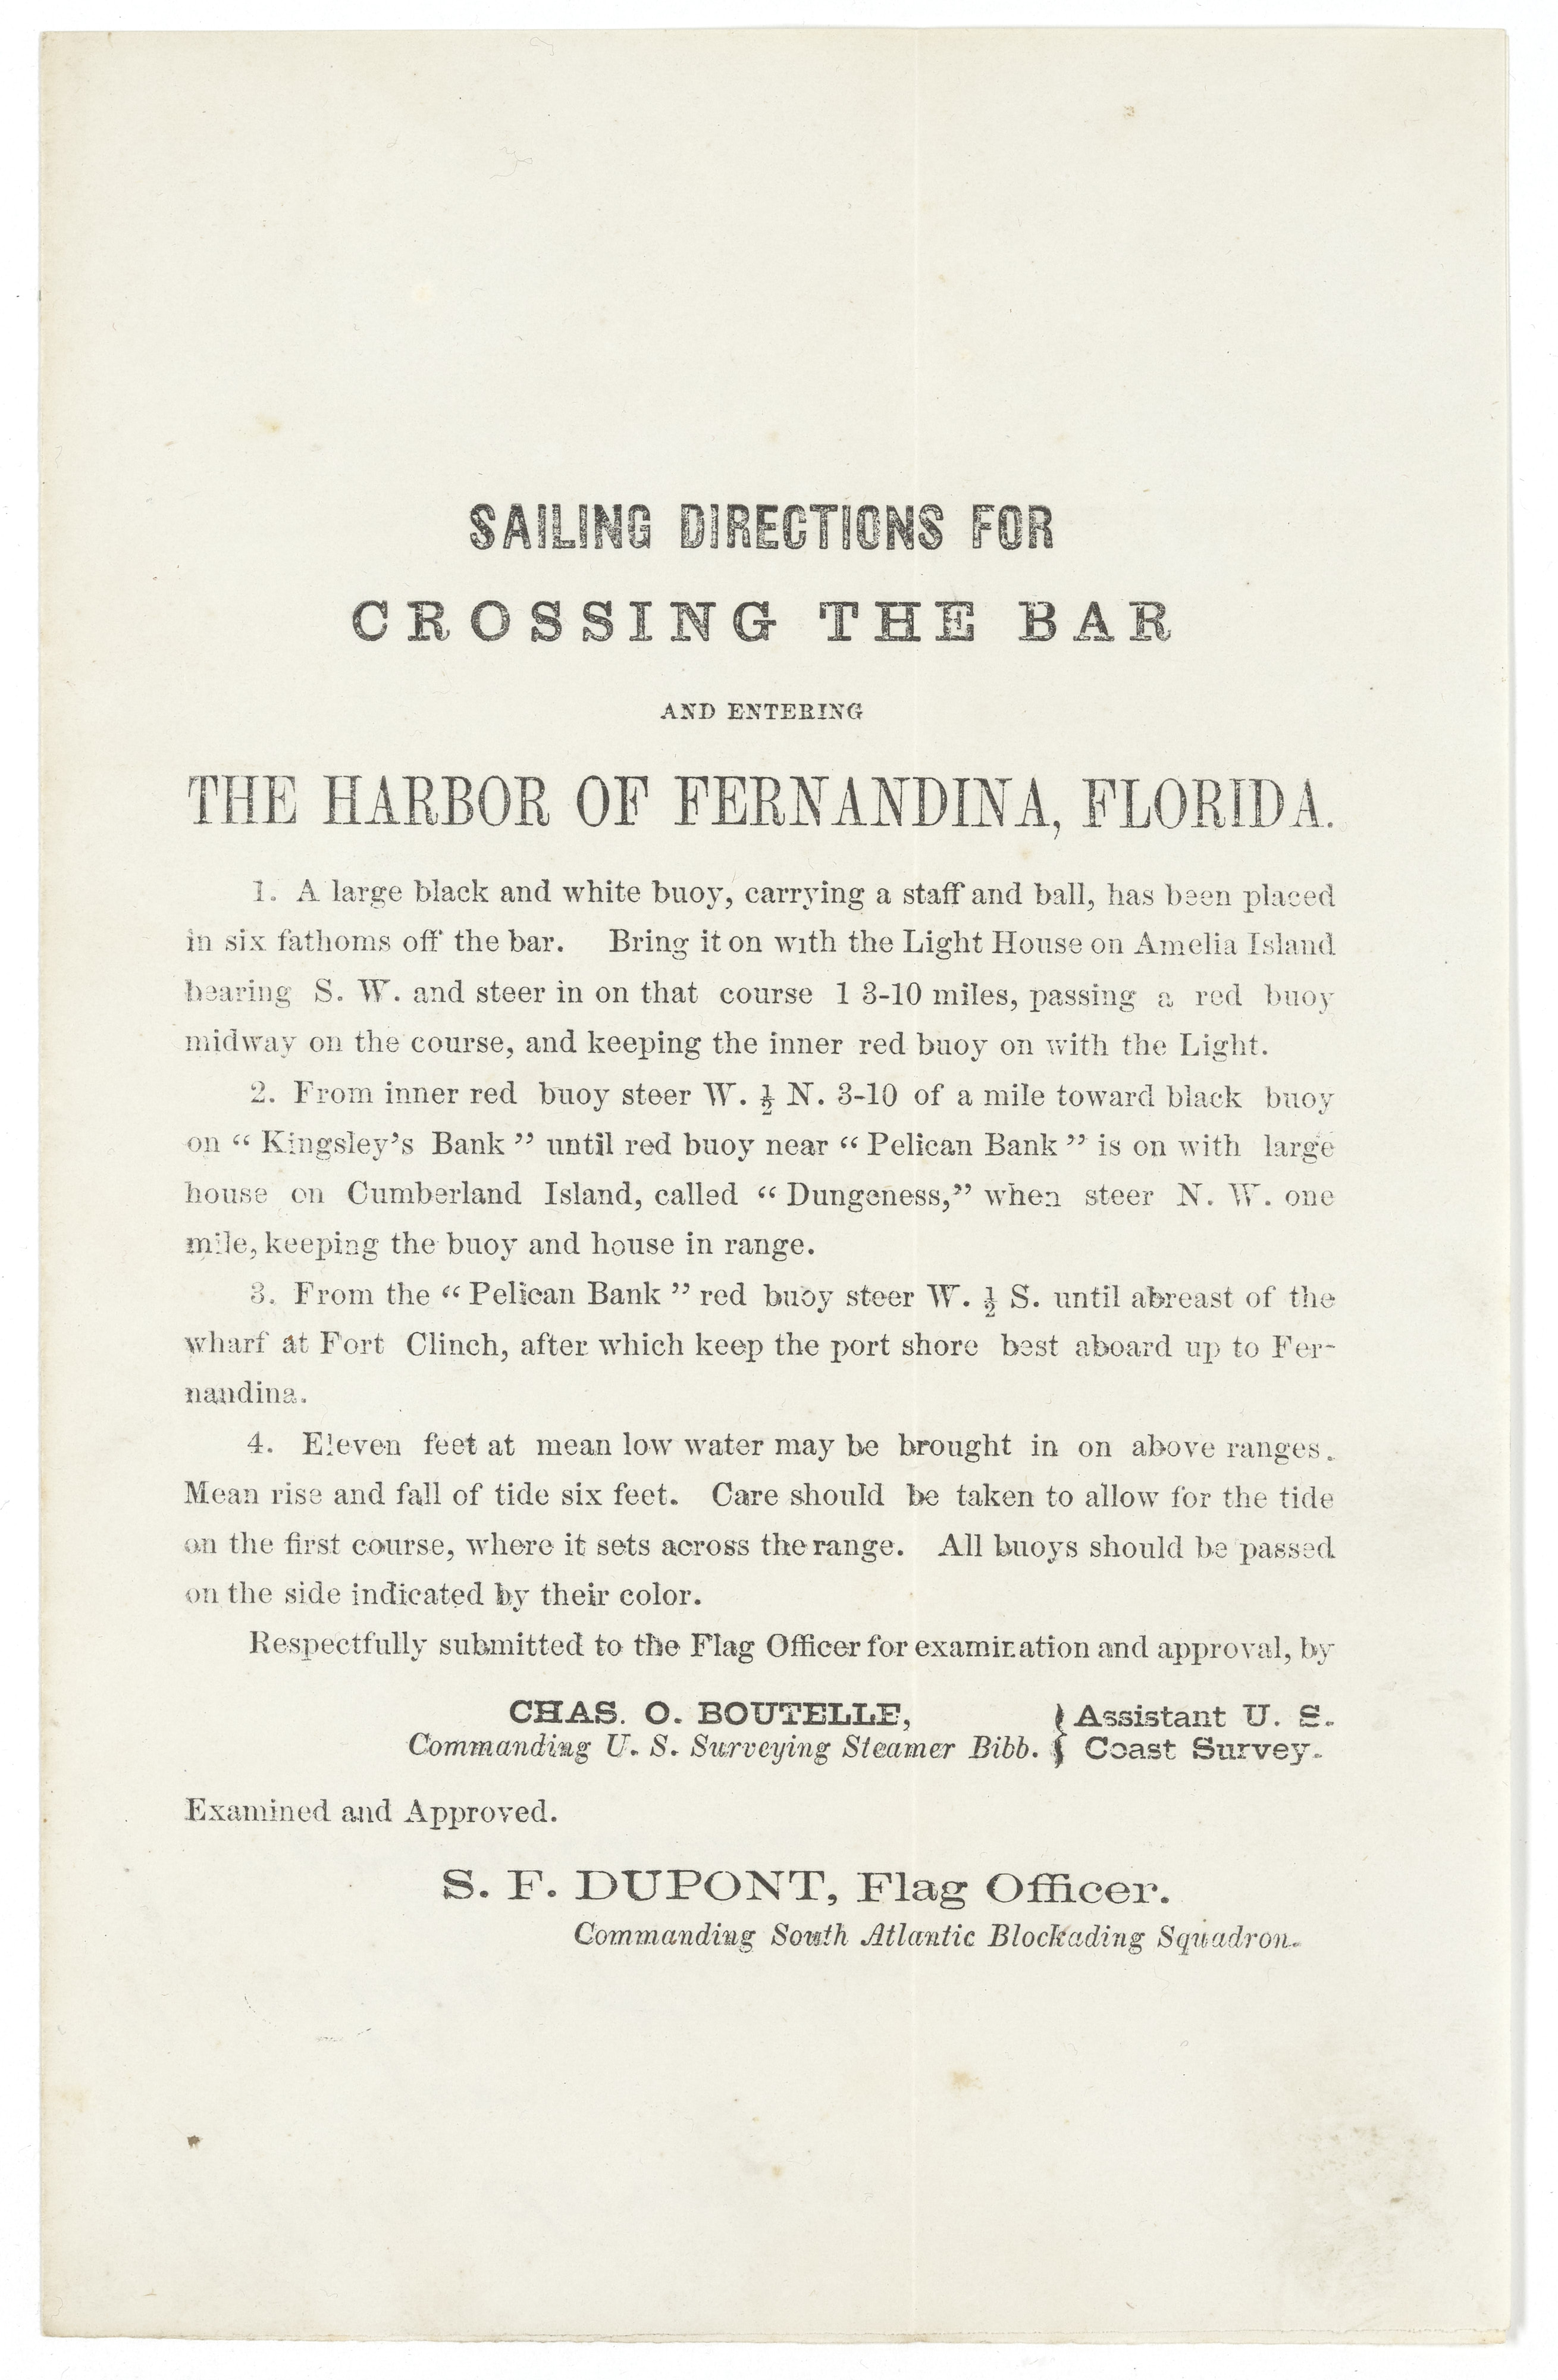 SAILING DIRECTIONS FOR
CROSSING THE BAR
AND ENTERING
THE HARBOR OF FERNANDINA, FLORIDA.
1. A large black and white buoy, carrying a staff and ball, has been placed
in six fathoms off the bar. Bring it on with the Light House on Amelia Island
bearing S. W. and steer in on that course 1 3-10 miles, passing a red buoy
midway on the course, and keeping the inner red buoy on with the Light.
2. From inner red buoy steer W. ½ N. 3-10 of a mile toward black buoy
on “ Kingsley’s Bank ” until red buoy near “ Pelican Bank ” is on with large
house on Cumberland Island, called “ Dungeness,” when steer N. W. one
mile, keeping the buoy and house in range.
3. From the “ Pelican Bank ” red buoy steer W. ½ S. until abreast of the
wharf at Fort Clinch, after which keep the port shore best aboard up to Fer-
nandina.
4. Eleven feet at mean low water may be brought in on above ranges.
Mean rise and fall of tide six feet. Care should be taken to allow for the tide
on the first course, where it sets across the range. All buoys should be passed
on the side indicated by their color.
Respectfully submitted to the Flag Officer for examination and approval, by
CHAS. O. BOUTELLE, } Assistant U. S.
Commanding U. S. Surveying Steamer Bibb. } Coast Survey.
Examined and Approved.
S. F. DUPONT, Flag Officer.
Commanding South Atlantic Blockading Squadron.